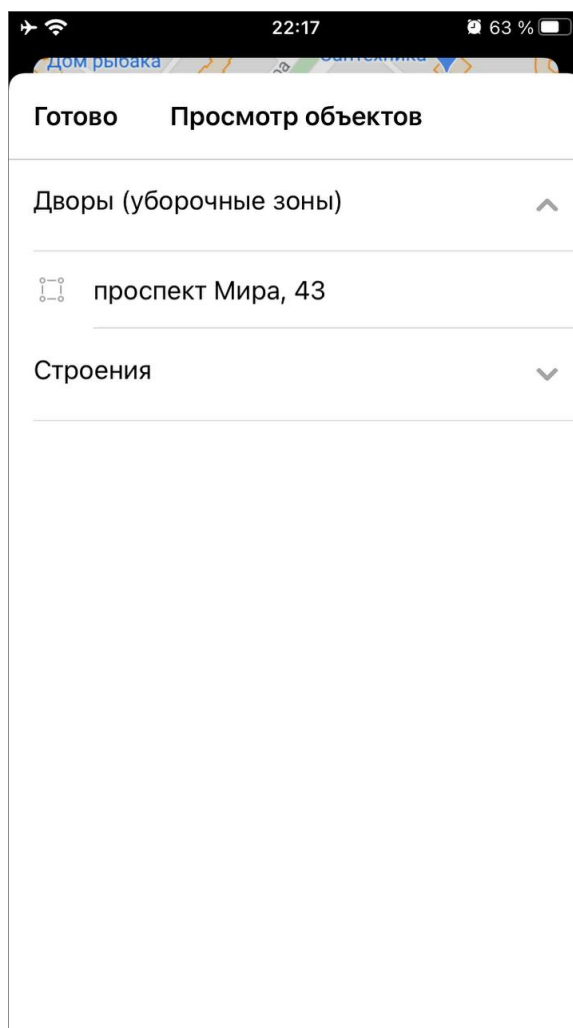 22:17
63 %
Дом рыбака
Сантехника
Готово
Просмотр объектов
Дворы (уборочные зоны)
проспект Мира, 43
Строения